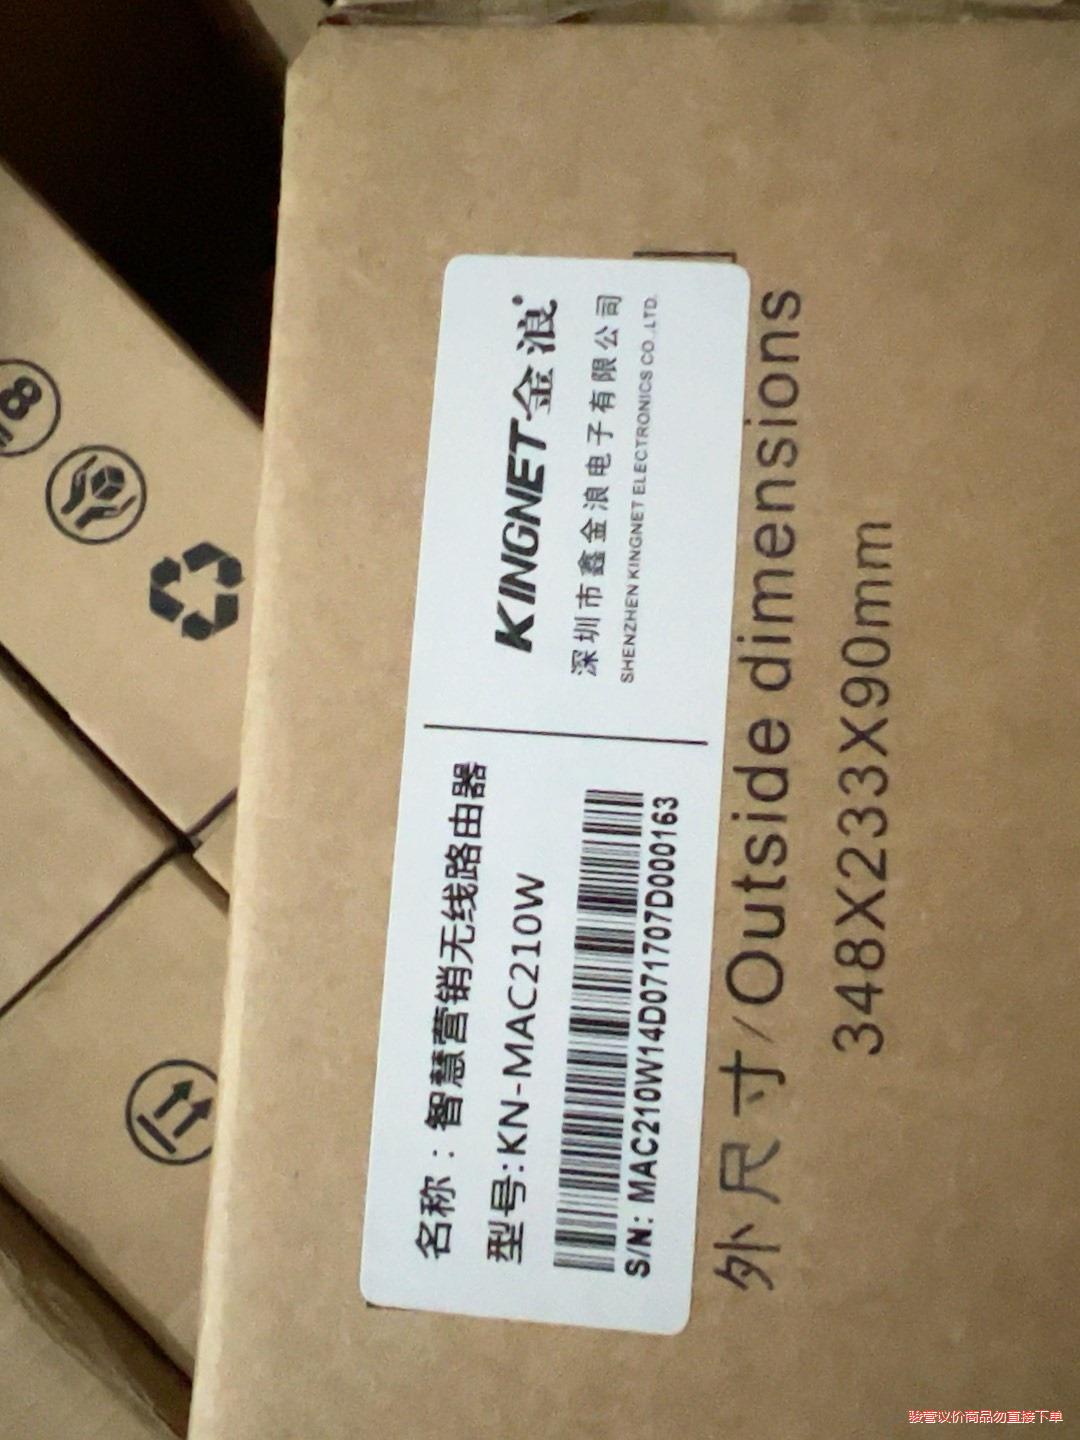 名称：智慧营销无线路由器
型号:KN-MAC210W
S/N: MAC210W14D071707D000163
KINGNET金浪
深圳市鑫金浪电子有限公司
SHENZHEN KINGNET ELECTRONICS CO.,LTD.
外尺寸/Outside dimensions
348X233X90mm
8
骏营议价商品勿直接下单